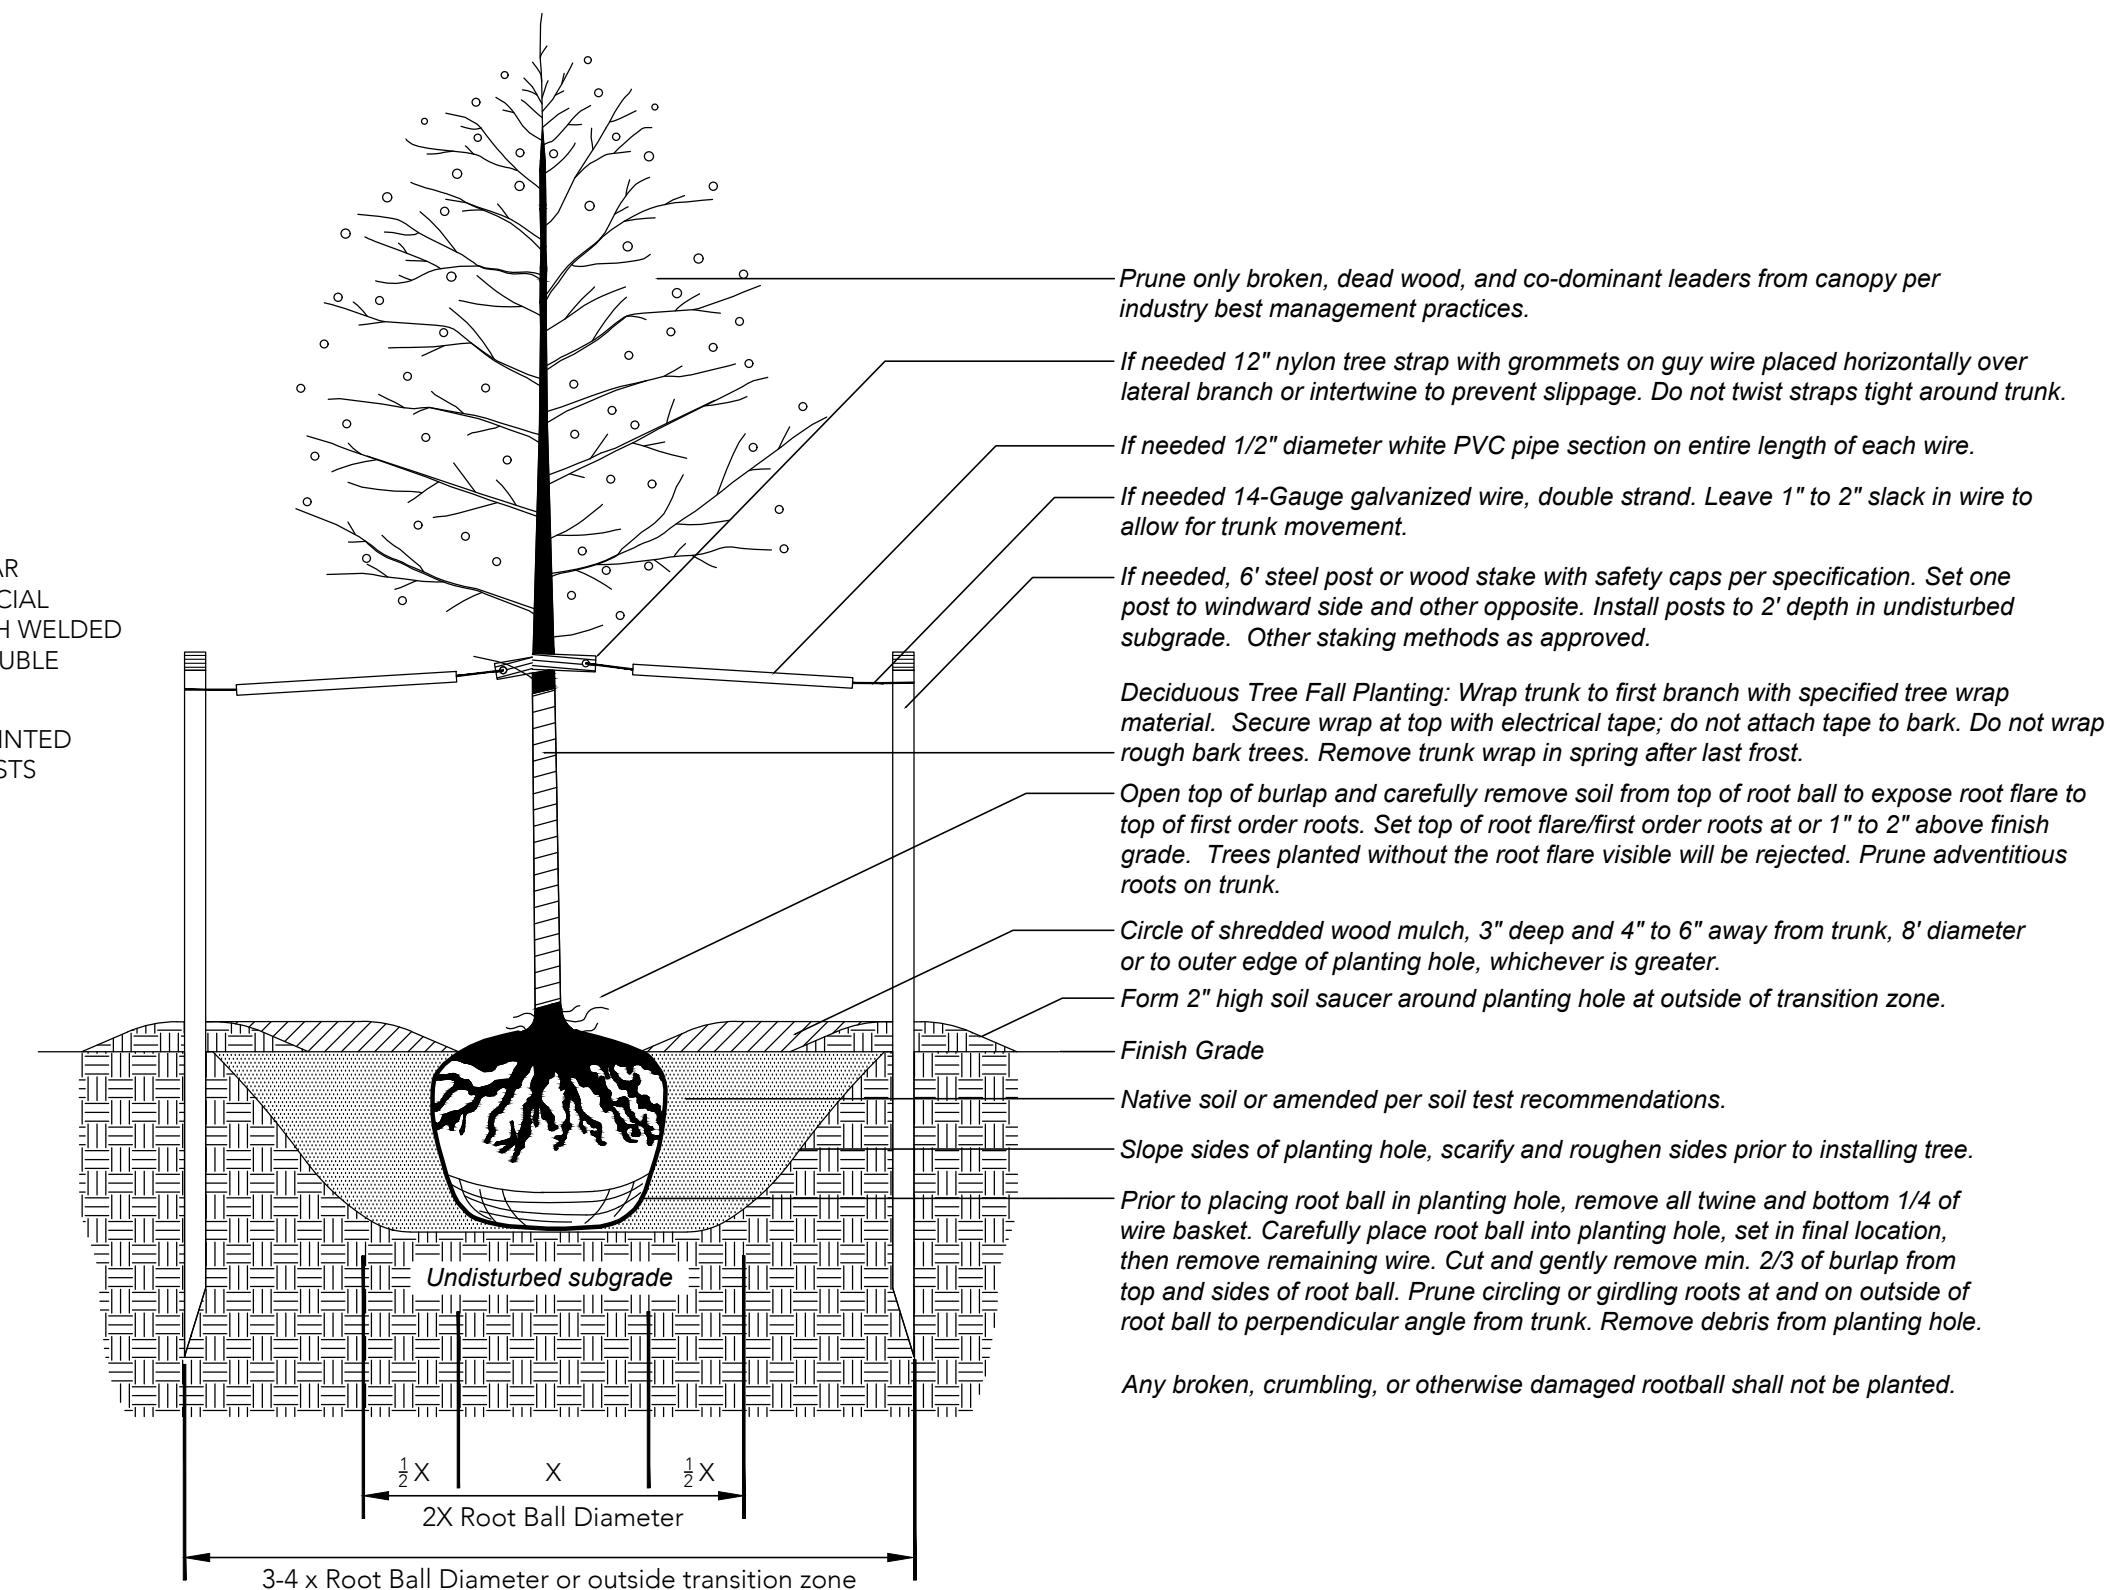 Prune only broken, dead wood, and co-dominant leaders from canopy per
industry best management practices.
If needed 12" nylon tree strap with grommets on guy wire placed horizontally over
lateral branch or intertwine to prevent slippage. Do not twist straps tight around trunk.
If needed 1/2" diameter white PVC pipe section on entire length of each wire.
If needed 14-Gauge galvanized wire, double strand. Leave 1" to 2" slack in wire to
allow for trunk movement.
If needed, 6' steel post or wood stake with safety caps per specification. Set one
post to windward side and other opposite. Install posts to 2' depth in undisturbed
subgrade.  Other staking methods as approved.
Deciduous Tree Fall Planting: Wrap trunk to first branch with specified tree wrap
material.  Secure wrap at top with electrical tape; do not attach tape to bark. Do not wrap
rough bark trees. Remove trunk wrap in spring after last frost.
Open top of burlap and carefully remove soil from top of root ball to expose root flare to
top of first order roots. Set top of root flare/first order roots at or 1" to 2" above finish
grade.  Trees planted without the root flare visible will be rejected. Prune adventitious
roots on trunk.
Circle of shredded wood mulch, 3" deep and 4" to 6" away from trunk, 8' diameter
or to outer edge of planting hole, whichever is greater.
Form 2" high soil saucer around planting hole at outside of transition zone.
Finish Grade
Native soil or amended per soil test recommendations.
Slope sides of planting hole, scarify and roughen sides prior to installing tree.
Prior to placing root ball in planting hole, remove all twine and bottom 1/4 of
wire basket. Carefully place root ball into planting hole, set in final location,
then remove remaining wire. Cut and gently remove min. 2/3 of burlap from
top and sides of root ball. Prune circling or girdling roots at and on outside of
root ball to perpendicular angle from trunk. Remove debris from planting hole.
Any broken, crumbling, or otherwise damaged rootball shall not be planted.
AR
CIAL
H WELDED
UBLE
INTED
STS
Undisturbed subgrade
½ X X ½ X
2X Root Ball Diameter
3-4 x Root Ball Diameter or outside transition zone